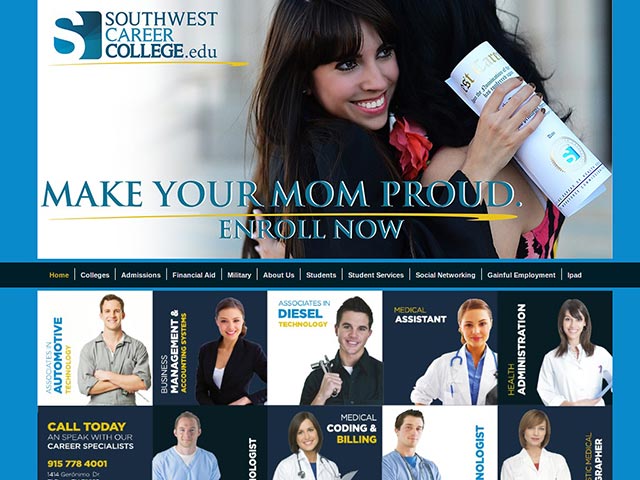 SOUTHWEST
CAREER
COLLEGE.edu
MAKE YOUR MOM PROUD.
ENROLL NOW
Home Colleges Admissions Financial Aid Military About Us Students Student Services Social Networking Gainful Employment Ipad
ASSOCIATES IN
AUTOMOTIVE
TECHNOLOGY
BUSINESS
MANAGEMENT &
ACCOUNTING SYSTEMS
ASSOCIATES IN
DIESEL
TECHNOLOGY
MEDICAL
ASSISTANT
HEALTH
ADMINISTRATION
CALL TODAY
AN SPEAK WITH OUR
CAREER SPECIALISTS
915 778 4001
1414 Geronimo Dr
MEDICAL
CODING &
BILLING